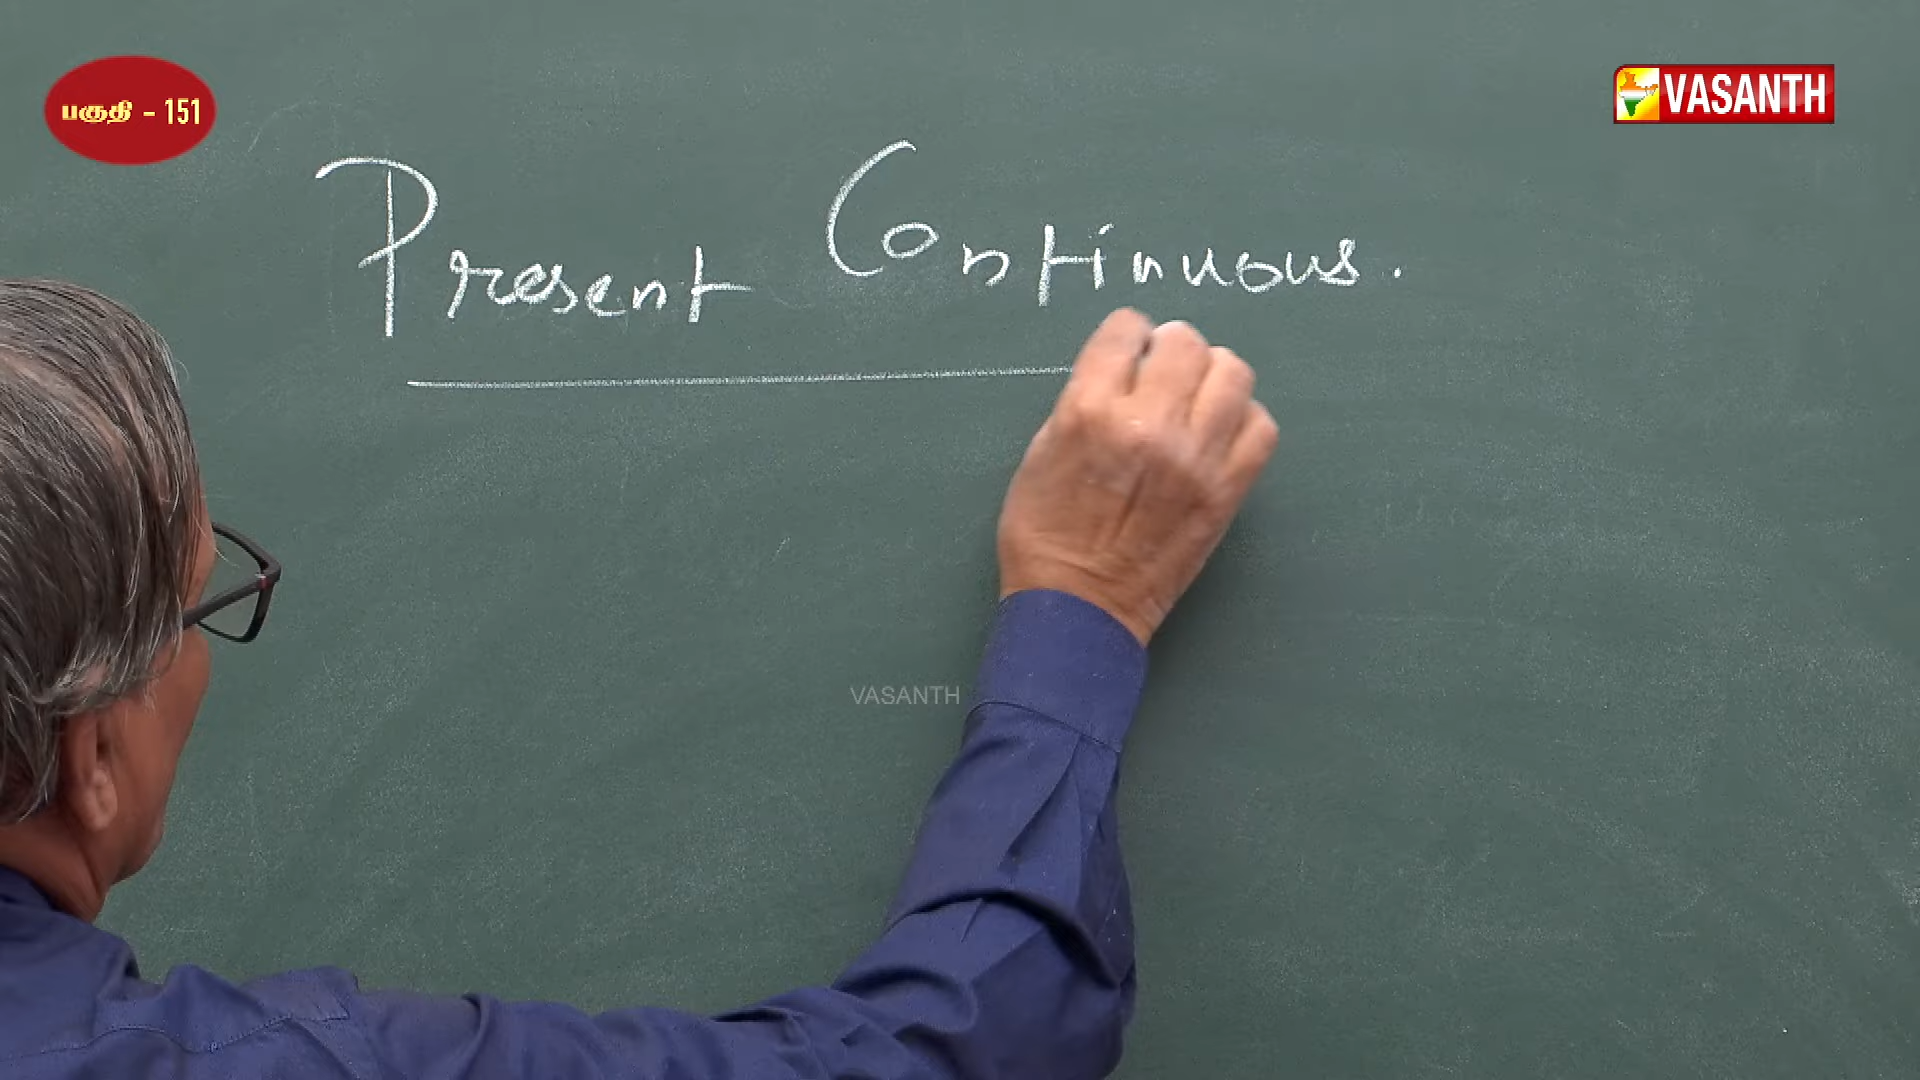 பகுதி - 151
VASANTH
Present Continuous.
VASANTH